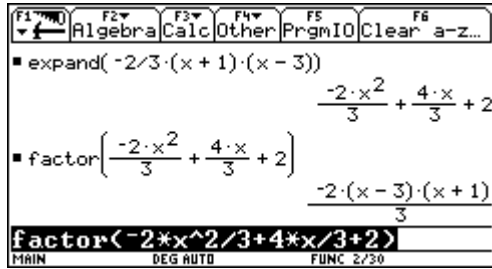 F1 F2 Algebra F3 Calc F4 Other F5 PrgmIO F6 Clear a-z…
▪ expand(⁻2/3·(x + 1)·(x − 3))
⁻2·x²/3 + 4·x/3 + 2
▪ factor(⁻2·x²/3 + 4·x/3 + 2)
⁻2·(x − 3)·(x + 1)/3
factor(⁻2*x^2/3+4*x/3+2)
MAIN DEG AUTO FUNC 2/30